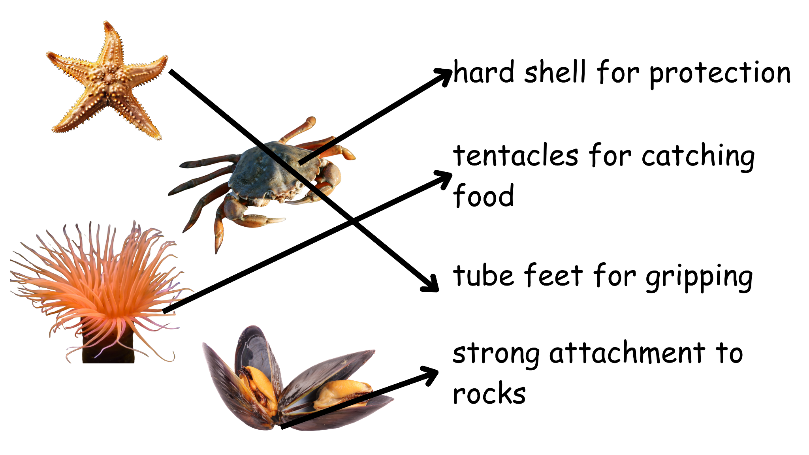 hard shell for protection
tentacles for catching
food
tube feet for gripping
strong attachment to
rocks